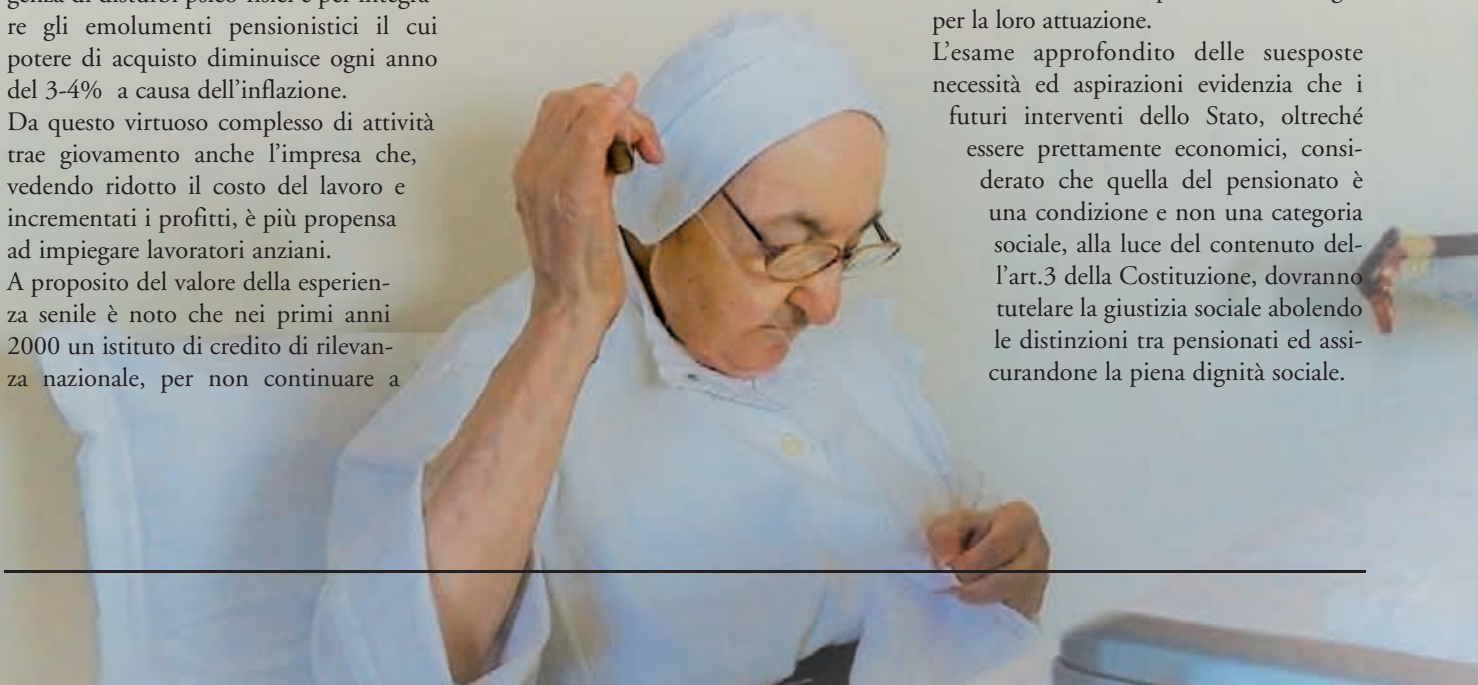 re gli emolumenti pensionistici il cui
potere di acquisto diminuisce ogni anno
del 3-4% a causa dell'inflazione.
Da questo virtuoso complesso di attività
trae giovamento anche l'impresa che,
vedendo ridotto il costo del lavoro e
incrementati i profitti, è più propensa
ad impiegare lavoratori anziani.
A proposito del valore della esperien-
za senile è noto che nei primi anni
2000 un istituto di credito di rilevan-
za nazionale, per non continuare a
per la loro attuazione.
L'esame approfondito delle suesposte
necessità ed aspirazioni evidenzia che i
futuri interventi dello Stato, oltreché
essere prettamente economici, consi-
derato che quella del pensionato è
una condizione e non una categoria
sociale, alla luce del contenuto del-
l'art.3 della Costituzione, dovranno
tutelare la giustizia sociale abolendo
le distinzioni tra pensionati ed assi-
curandone la piena dignità sociale.